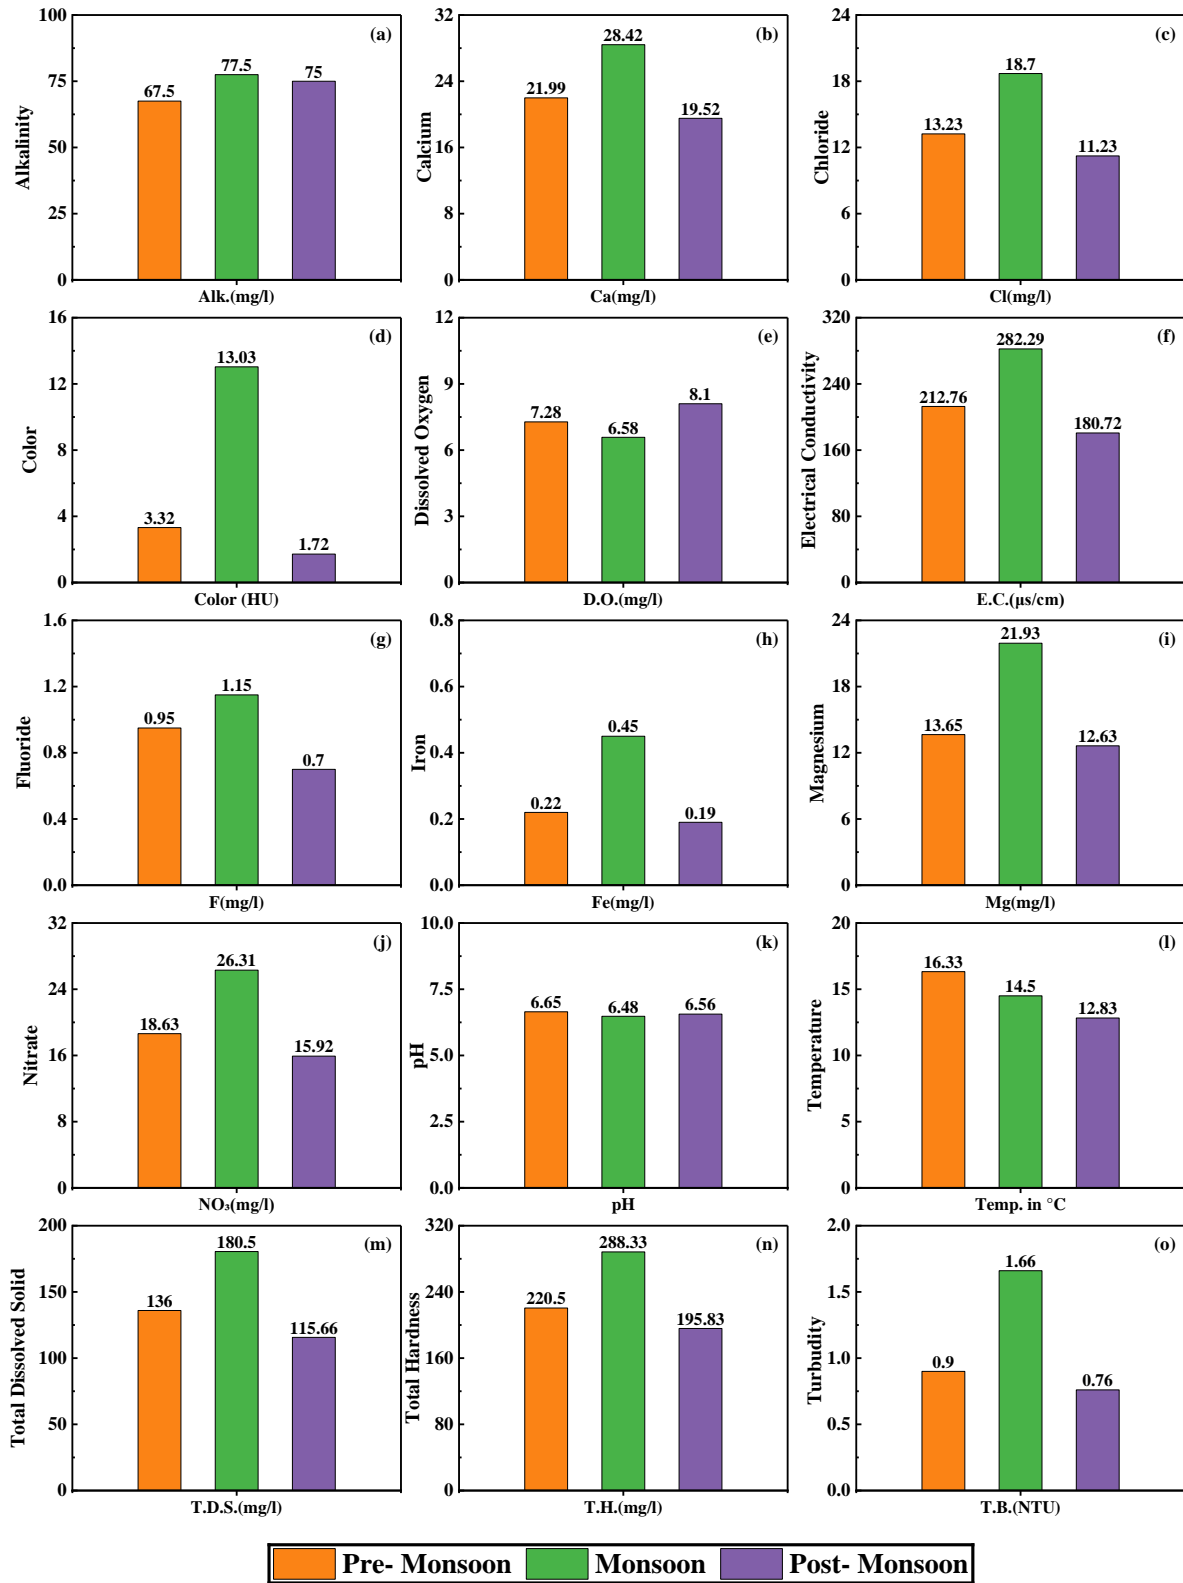 100
75
50
25
0
Alkalinity
(a)
67.5
77.5
75
Alk.(mg/l)
32
24
16
8
0
Calcium
(b)
21.99
28.42
19.52
Ca(mg/l)
24
18
12
6
0
Chloride
(c)
13.23
18.7
11.23
Cl(mg/l)
16
12
8
4
0
Color
(d)
3.32
13.03
1.72
Color (HU)
12
9
6
3
0
Dissolved Oxygen
(e)
7.28
6.58
8.1
D.O.(mg/l)
320
240
160
80
0
Electrical Conductivity
(f)
212.76
282.29
180.72
E.C.(μs/cm)
1.6
1.2
0.8
0.4
0.0
Fluoride
(g)
0.95
1.15
0.7
F(mg/l)
0.8
0.6
0.4
0.2
0.0
Iron
(h)
0.22
0.45
0.19
Fe(mg/l)
24
18
12
6
0
Magnesium
(i)
13.65
21.93
12.63
Mg(mg/l)
32
24
16
8
0
Nitrate
(j)
18.63
26.31
15.92
NO₃(mg/l)
10.0
7.5
5.0
2.5
0.0
pH
(k)
6.65
6.48
6.56
pH
20
15
10
5
0
Temperature
(l)
16.33
14.5
12.83
Temp. in °C
200
150
100
50
0
Total Dissolved Solid
(m)
136
180.5
115.66
T.D.S.(mg/l)
320
240
160
80
0
Total Hardness
(n)
220.5
288.33
195.83
T.H.(mg/l)
2.0
1.5
1.0
0.5
0.0
Turbudity
(o)
0.9
1.66
0.76
T.B.(NTU)
Pre- Monsoon
Monsoon
Post- Monsoon